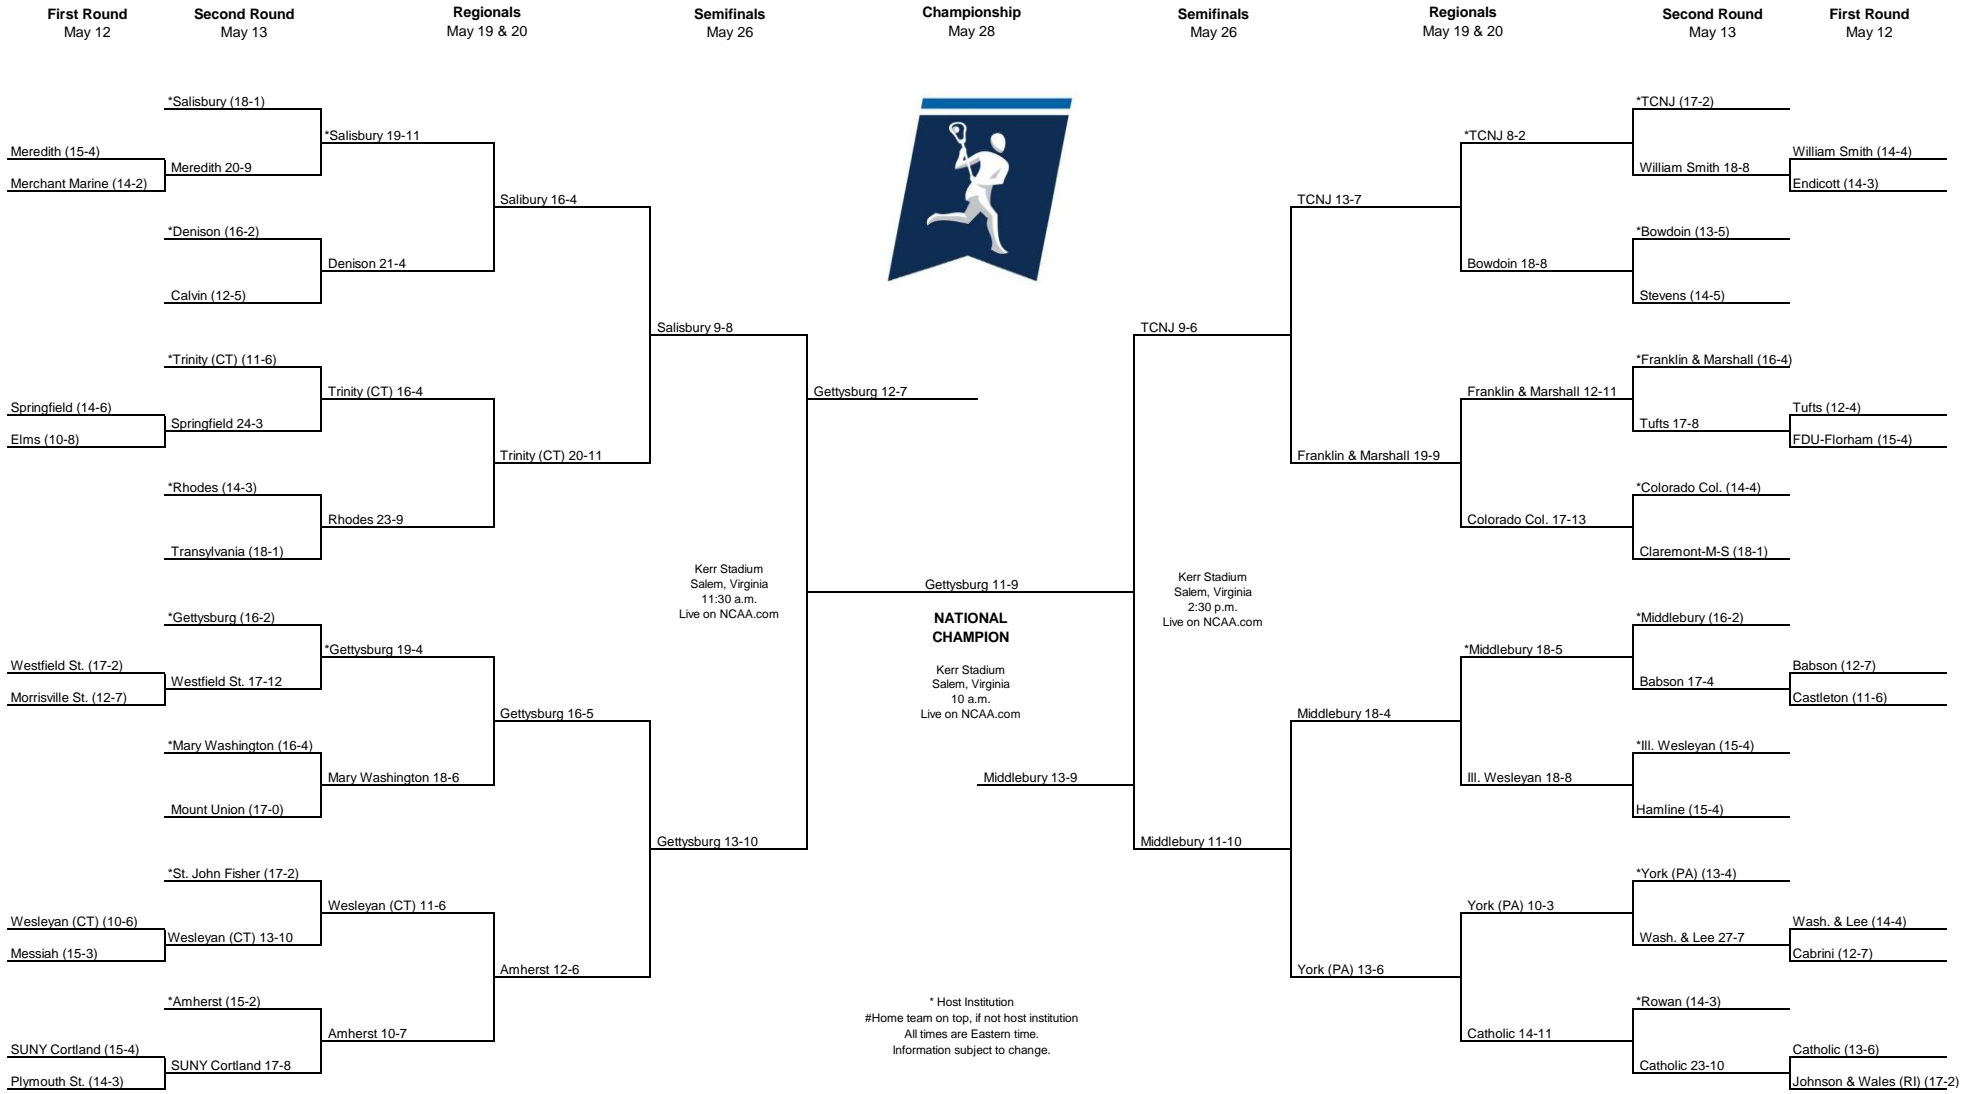 First Round
May 12
Second Round
May 13
Regionals
May 19 & 20
Semifinals
May 26
Championship
May 28
Semifinals
May 26
Regionals
May 19 & 20
Second Round
May 13
First Round
May 12
*Salisbury (18-1)
*Salisbury 19-11
Meredith (15-4)
Meredith 20-9
Merchant Marine (14-2)
Salibury 16-4
*Denison (16-2)
Denison 21-4
Calvin (12-5)
Salisbury 9-8
*Trinity (CT) (11-6)
Trinity (CT) 16-4
Springfield (14-6)
Springfield 24-3
Elms (10-8)
Trinity (CT) 20-11
*Rhodes (14-3)
Rhodes 23-9
Transylvania (18-1)
Gettysburg 12-7
Kerr Stadium
Salem, Virginia
11:30 a.m.
Live on NCAA.com
*Gettysburg (16-2)
*Gettysburg 19-4
Westfield St. (17-2)
Westfield St. 17-12
Morrisville St. (12-7)
Gettysburg 16-5
*Mary Washington (16-4)
Mary Washington 18-6
Mount Union (17-0)
Gettysburg 13-10
*St. John Fisher (17-2)
Wesleyan (CT) 11-6
Wesleyan (CT) (10-6)
Wesleyan (CT) 13-10
Messiah (15-3)
Amherst 12-6
*Amherst (15-2)
Amherst 10-7
SUNY Cortland (15-4)
SUNY Cortland 17-8
Plymouth St. (14-3)
Gettysburg 11-9
NATIONAL
CHAMPION
Kerr Stadium
Salem, Virginia
10 a.m.
Live on NCAA.com
Middlebury 13-9
* Host Institution
#Home team on top, if not host institution
All times are Eastern time.
Information subject to change.
*TCNJ (17-2)
*TCNJ 8-2
William Smith (14-4)
William Smith 18-8
Endicott (14-3)
TCNJ 13-7
*Bowdoin (13-5)
Bowdoin 18-8
Stevens (14-5)
TCNJ 9-6
*Franklin & Marshall (16-4)
Franklin & Marshall 12-11
Tufts (12-4)
Tufts 17-8
FDU-Florham (15-4)
Franklin & Marshall 19-9
*Colorado Col. (14-4)
Colorado Col. 17-13
Claremont-M-S (18-1)
Kerr Stadium
Salem, Virginia
2:30 p.m.
Live on NCAA.com
*Middlebury (16-2)
*Middlebury 18-5
Babson (12-7)
Babson 17-4
Castleton (11-6)
Middlebury 18-4
*Ill. Wesleyan (15-4)
Ill. Wesleyan 18-8
Hamline (15-4)
Middlebury 11-10
*York (PA) (13-4)
York (PA) 10-3
Wash. & Lee (14-4)
Wash. & Lee 27-7
Cabrini (12-7)
York (PA) 13-6
*Rowan (14-3)
Catholic 14-11
Catholic (13-6)
Catholic 23-10
Johnson & Wales (RI) (17-2)